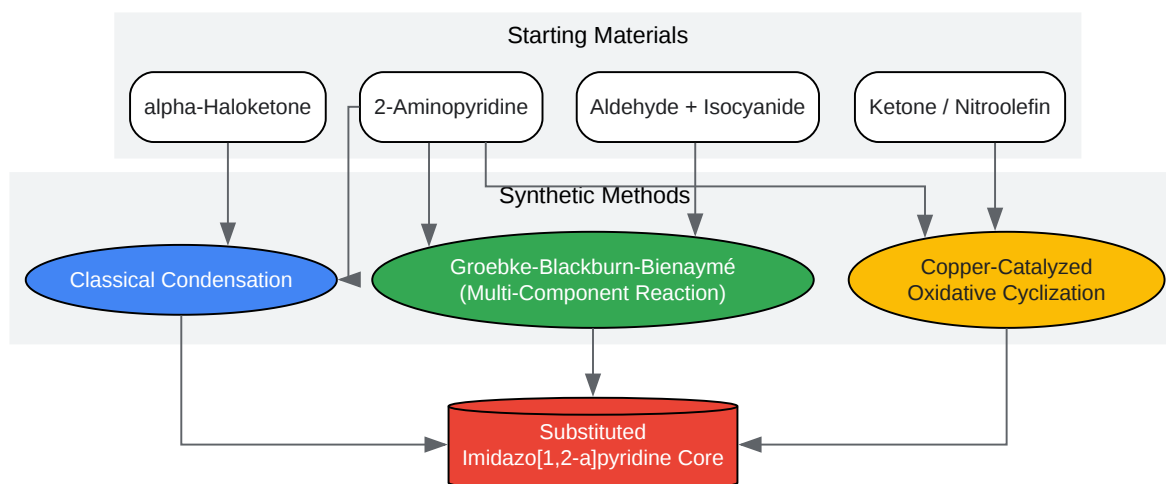 Starting Materials
alpha-Haloketone
2-Aminopyridine
Aldehyde + Isocyanide
Ketone / Nitroolefin
Synthetic Methods
Classical Condensation
Groebke-Blackburn-Bienaymé
(Multi-Component Reaction)
Copper-Catalyzed
Oxidative Cyclization
Substituted
Imidazo[1,2-a]pyridine Core